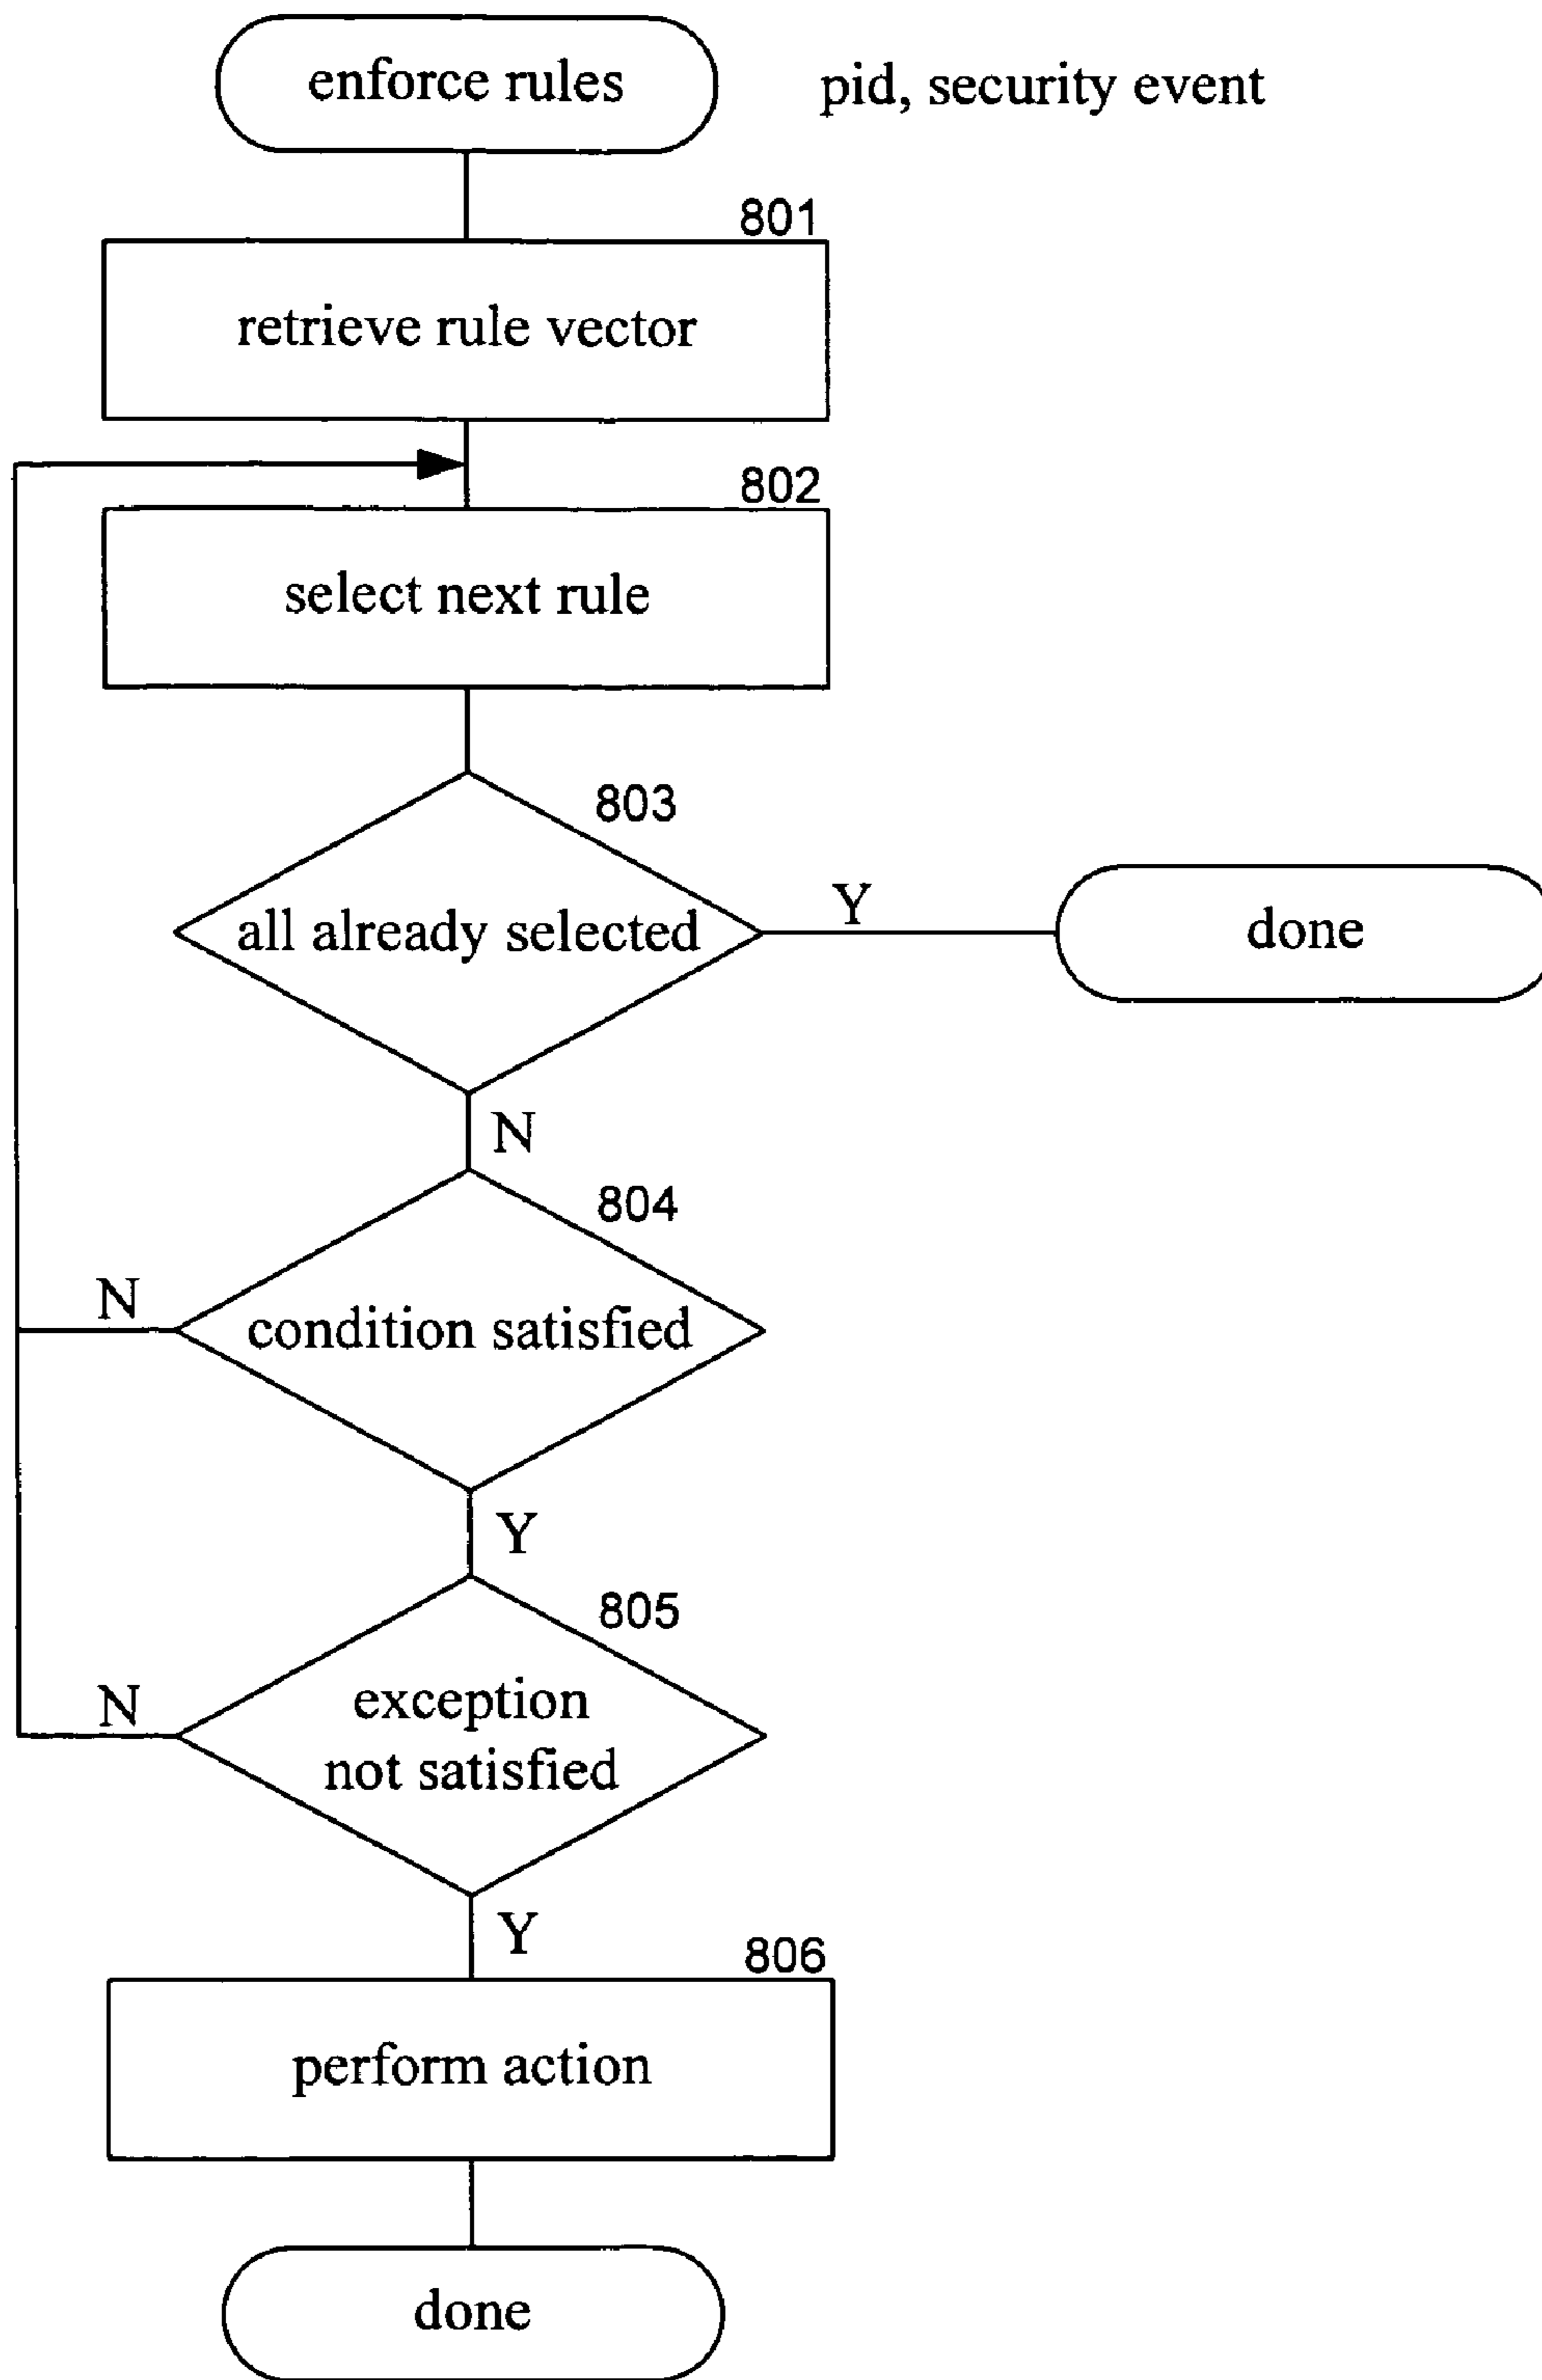 enforce rules
pid, security event
801
retrieve rule vector
802
select next rule
803
all already selected
Y
done
N
804
N
condition satisfied
Y
805
N
exception
not satisfied
Y
806
perform action
done